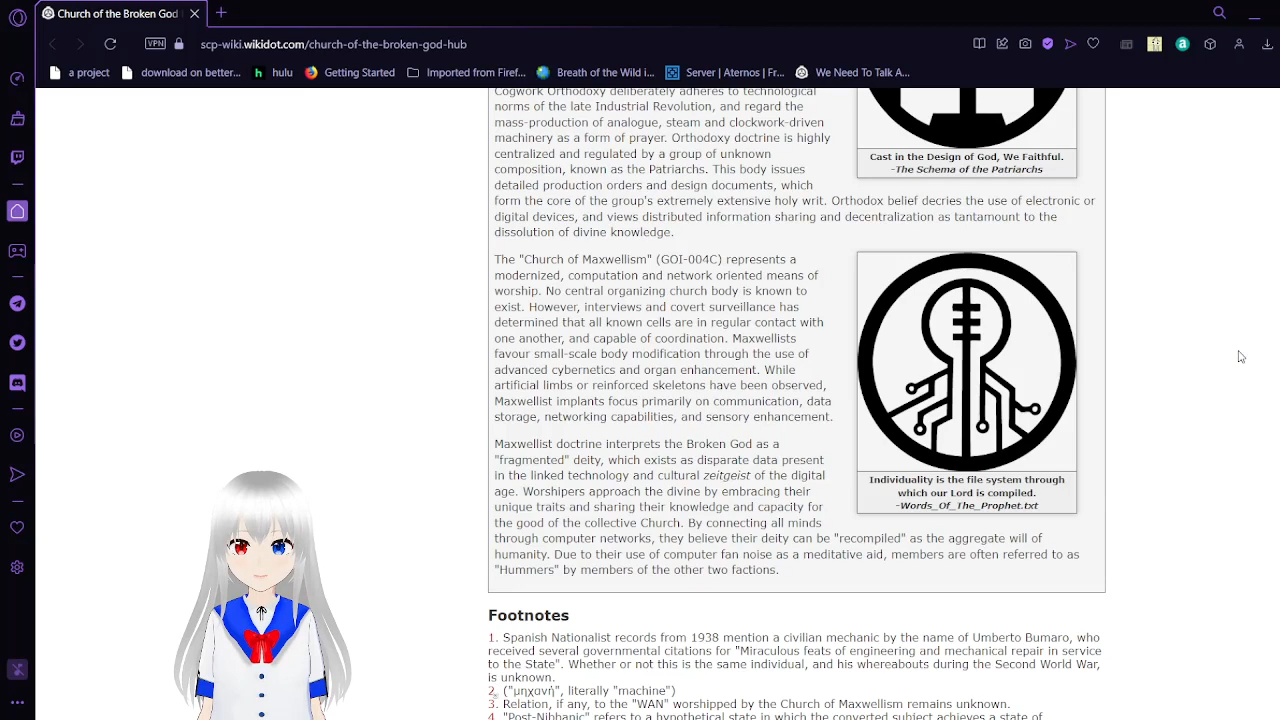 Church of the Broken God
scp-wiki.wikidot.com/church-of-the-broken-god-hub
VPN
a project
download on better...
hulu
Getting Started
Imported from Firef...
Breath of the Wild i...
Server | Aternos | Fr...
We Need To Talk A...
Cogwork Orthodoxy deliberately adheres to technological
norms of the late Industrial Revolution, and regard the
mass-production of analogue, steam and clockwork-driven
machinery as a form of prayer. Orthodoxy doctrine is highly
centralized and regulated by a group of unknown
composition, known as the Patriarchs. This body issues
detailed production orders and design documents, which
form the core of the group's extremely extensive holy writ. Orthodox belief decries the use of electronic or
digital devices, and views distributed information sharing and decentralization as tantamount to the
dissolution of divine knowledge.
Cast in the Design of God, We Faithful.
-The Schema of the Patriarchs
The "Church of Maxwellism" (GOI-004C) represents a
modernized, computation and network oriented means of
worship. No central organizing church body is known to
exist. However, interviews and covert surveillance has
determined that all known cells are in regular contact with
one another, and capable of coordination. Maxwellists
favour small-scale body modification through the use of
advanced cybernetics and organ enhancement. While
artificial limbs or reinforced skeletons have been observed,
Maxwellist implants focus primarily on communication, data
storage, networking capabilities, and sensory enhancement.
Maxwellist doctrine interprets the Broken God as a
"fragmented" deity, which exists as disparate data present
in the linked technology and cultural zeitgeist of the digital
age. Worshipers approach the divine by embracing their
unique traits and sharing their knowledge and capacity for
the good of the collective Church. By connecting all minds
through computer networks, they believe their deity can be "recompiled" as the aggregate will of
humanity. Due to their use of computer fan noise as a meditative aid, members are often referred to as
"Hummers" by members of the other two factions.
Individuality is the file system through
which our Lord is compiled.
-Words_Of_The_Prophet.txt
Footnotes
1. Spanish Nationalist records from 1938 mention a civilian mechanic by the name of Umberto Bumaro, who
received several governmental citations for "Miraculous feats of engineering and mechanical repair in service
to the State". Whether or not this is the same individual, and his whereabouts during the Second World War,
is unknown.
2. ("μηχανή", literally "machine")
3. Relation, if any, to the "WAN" worshipped by the Church of Maxwellism remains unknown.
4. "Post-Nibbanic" refers to a hypothetical state in which the converted subject achieves a state of